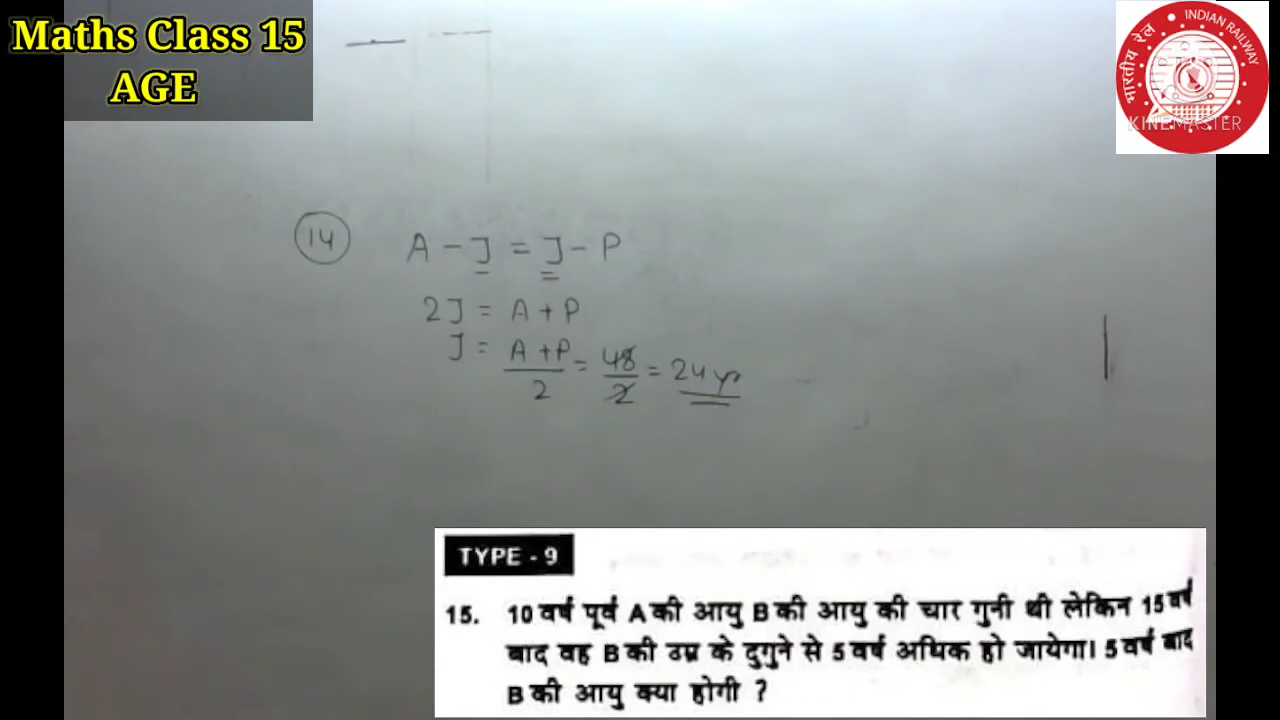 Maths Class 15
AGE
INDIAN RAILWAY
भारतीय रेल
KINEMASTER
14 A - J = J - P
2J = A + P
J = A + P / 2 = 48 / 2 = 24 yr
TYPE - 9
15. 10 वर्ष पूर्व A की आयु B की आयु की चार गुनी थी लेकिन 15 वर्ष
बाद वह B की उम्र के दुगुने से 5 वर्ष अधिक हो जायेगा। 5 वर्ष बाद
B की आयु क्या होगी ?